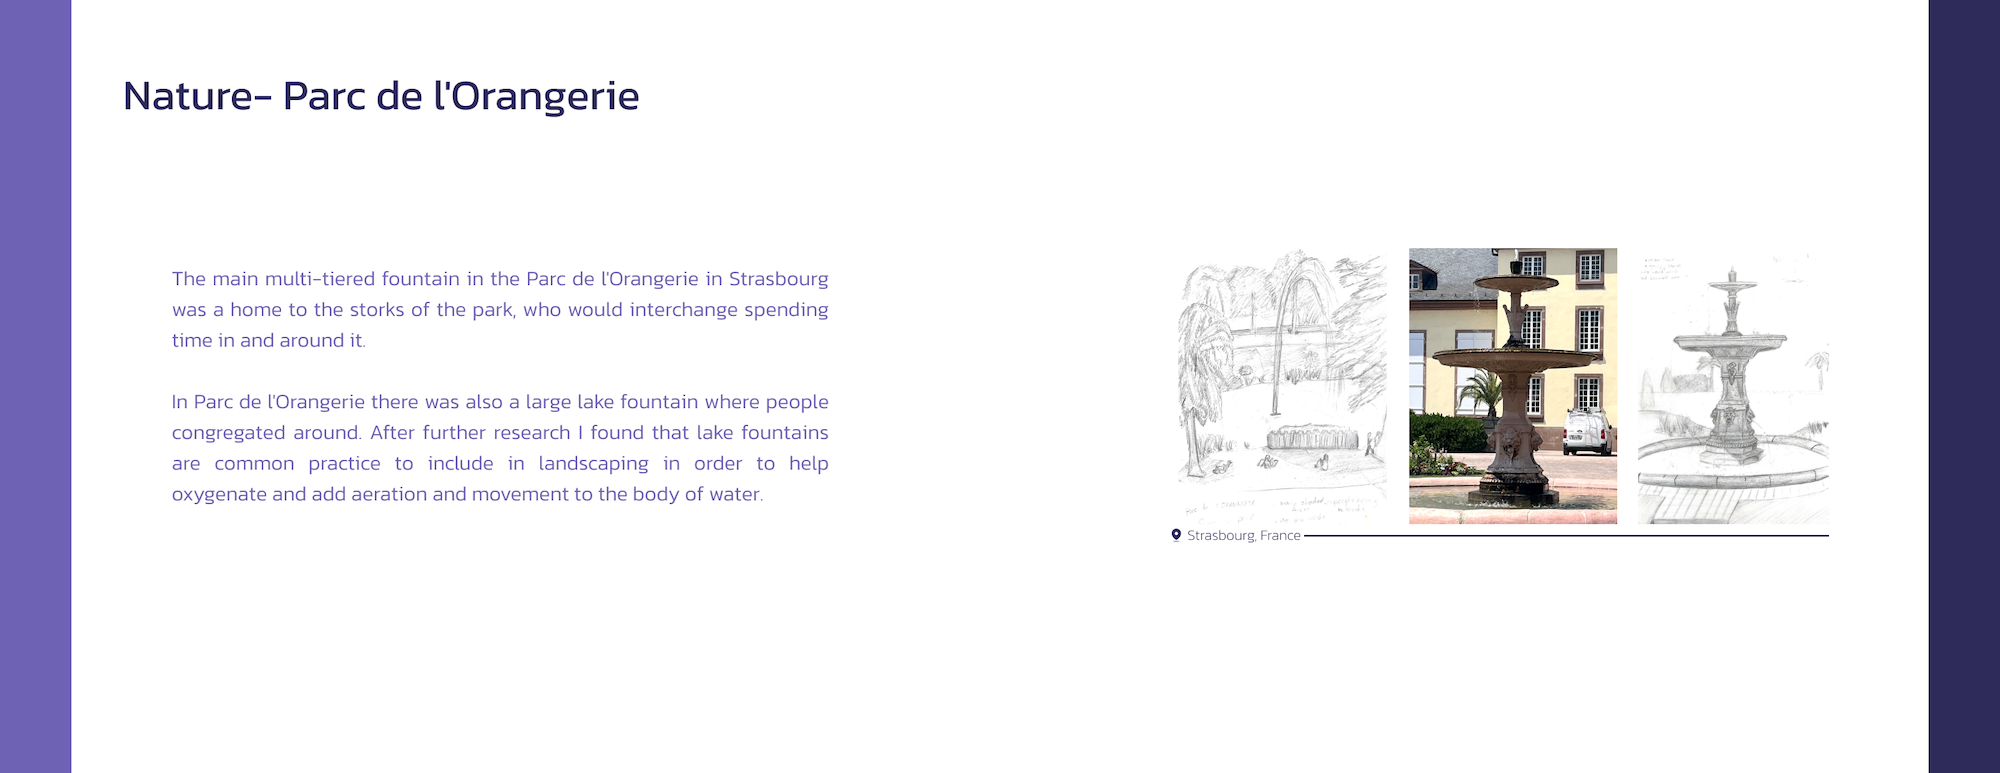 Nature- Parc de l'Orangerie
The main multi-tiered fountain in the Parc de l'Orangerie in Strasbourg
was a home to the storks of the park, who would interchange spending
time in and around it.
In Parc de l'Orangerie there was also a large lake fountain where people
congregated around. After further research I found that lake fountains
are common practice to include in landscaping in order to help
oxygenate and add aeration and movement to the body of water.
Strasbourg, France